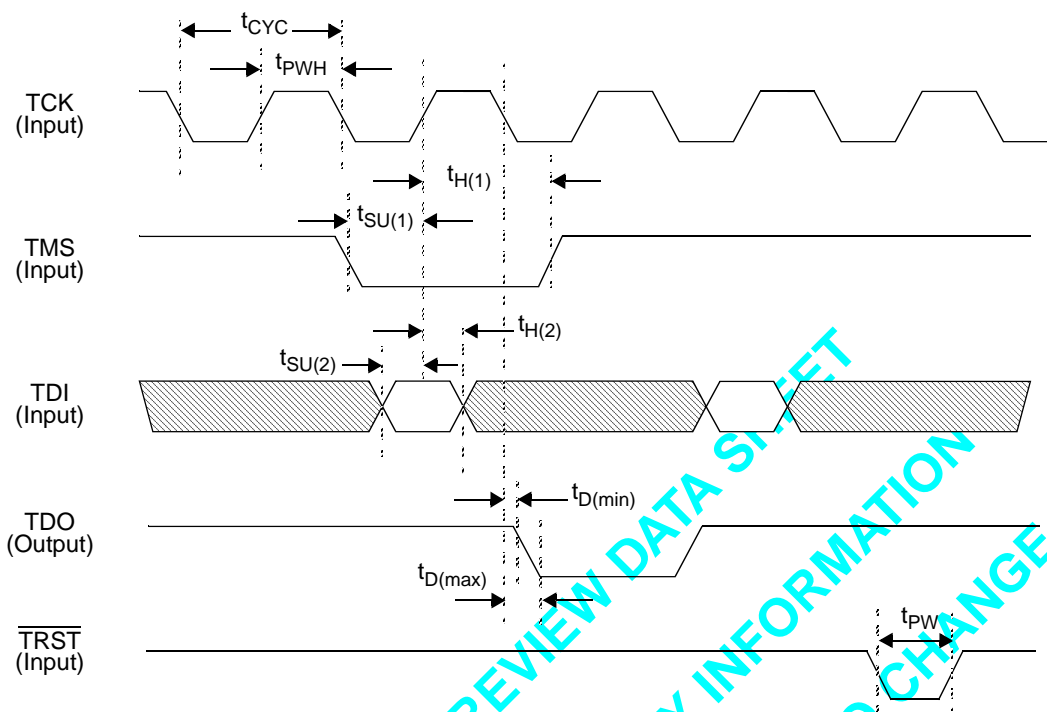 tCYC
tPWH
TCK
(Input)
tH(1)
tSU(1)
TMS
(Input)
tH(2)
tSU(2)
TDI
(Input)
tD(min)
TDO
(Output)
tD(max)
TRST
(Input)
tPW
PREVIEW DATA SHEET
INFORMATION
CHANGE